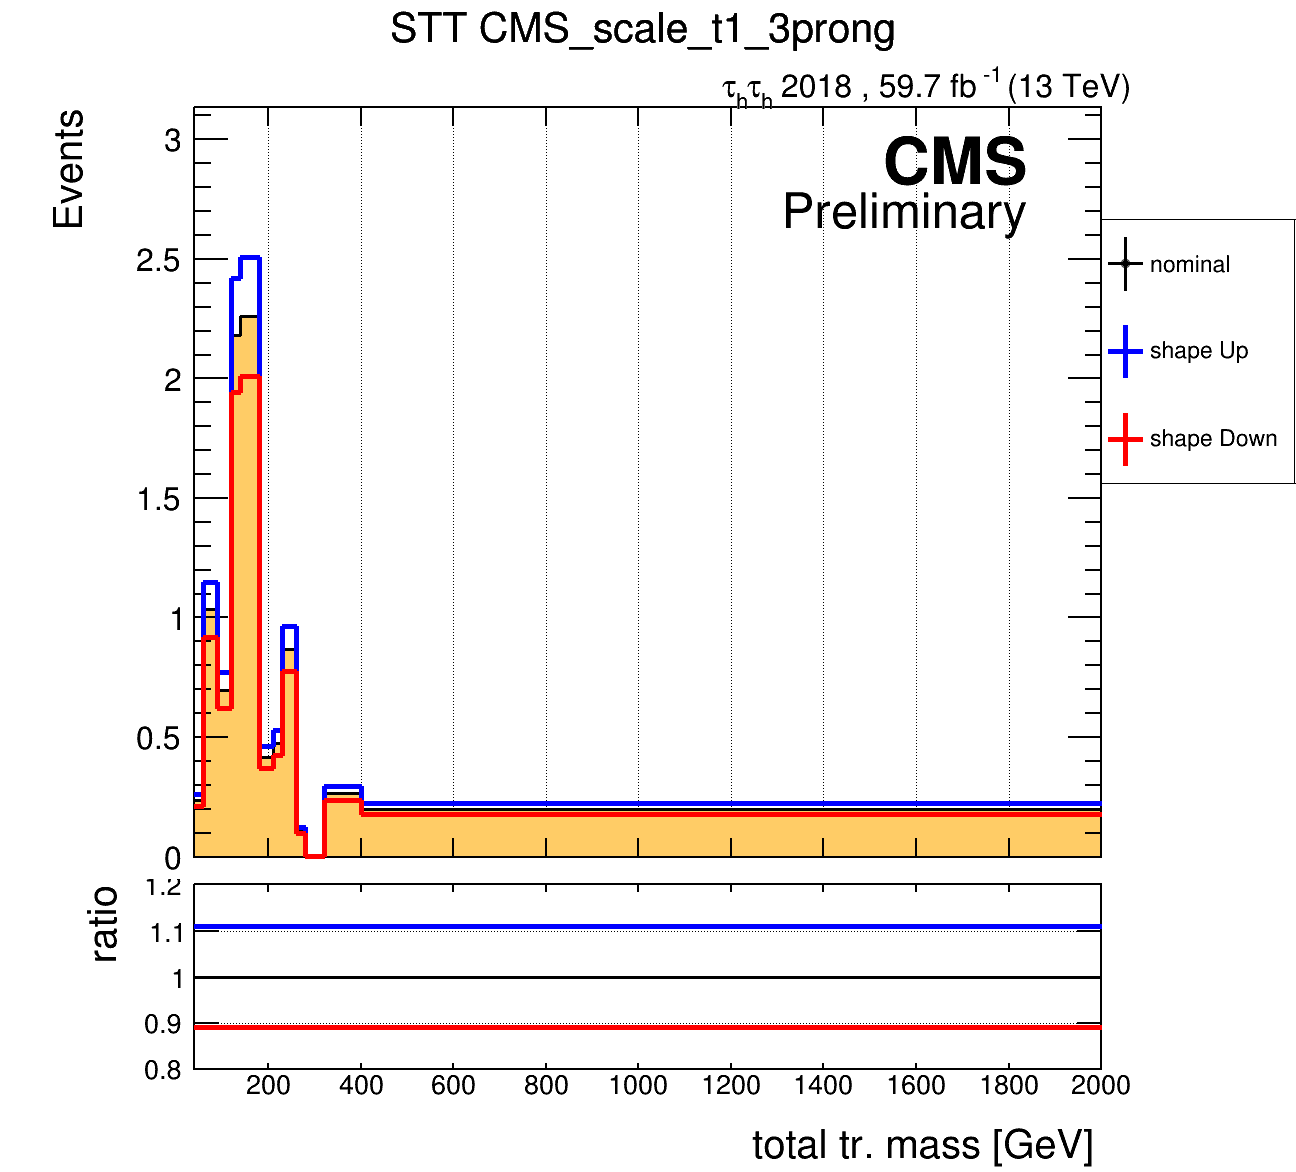 STT CMS_scale_t1_3prong
τhτh 2018 , 59.7 fb-1 (13 TeV)
Events
CMS
Preliminary
3
2.5
2
1.5
1
0.5
0
nominal
shape Up
shape Down
ratio
1.2
1.1
1
0.9
0.8
200 400 600 800 1000 1200 1400 1600 1800 2000
total tr. mass [GeV]